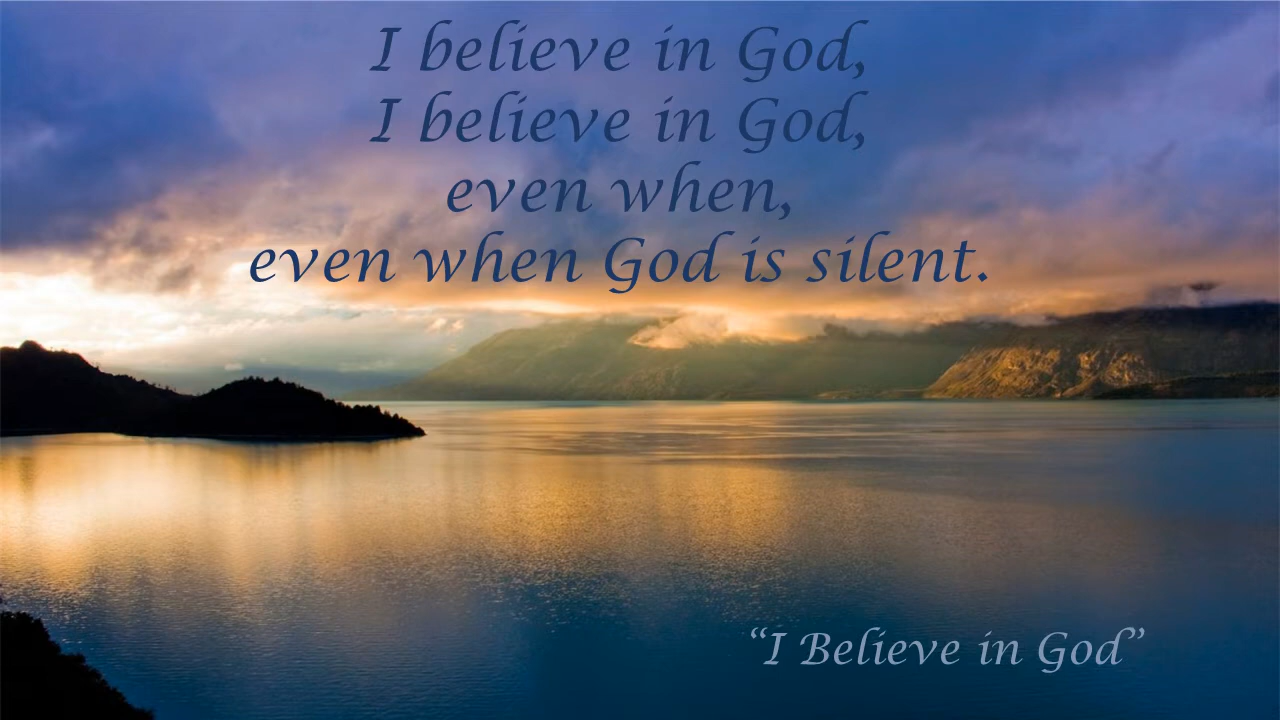 I believe in God,
I believe in God,
even when,
even when God is silent.
“I Believe in God”